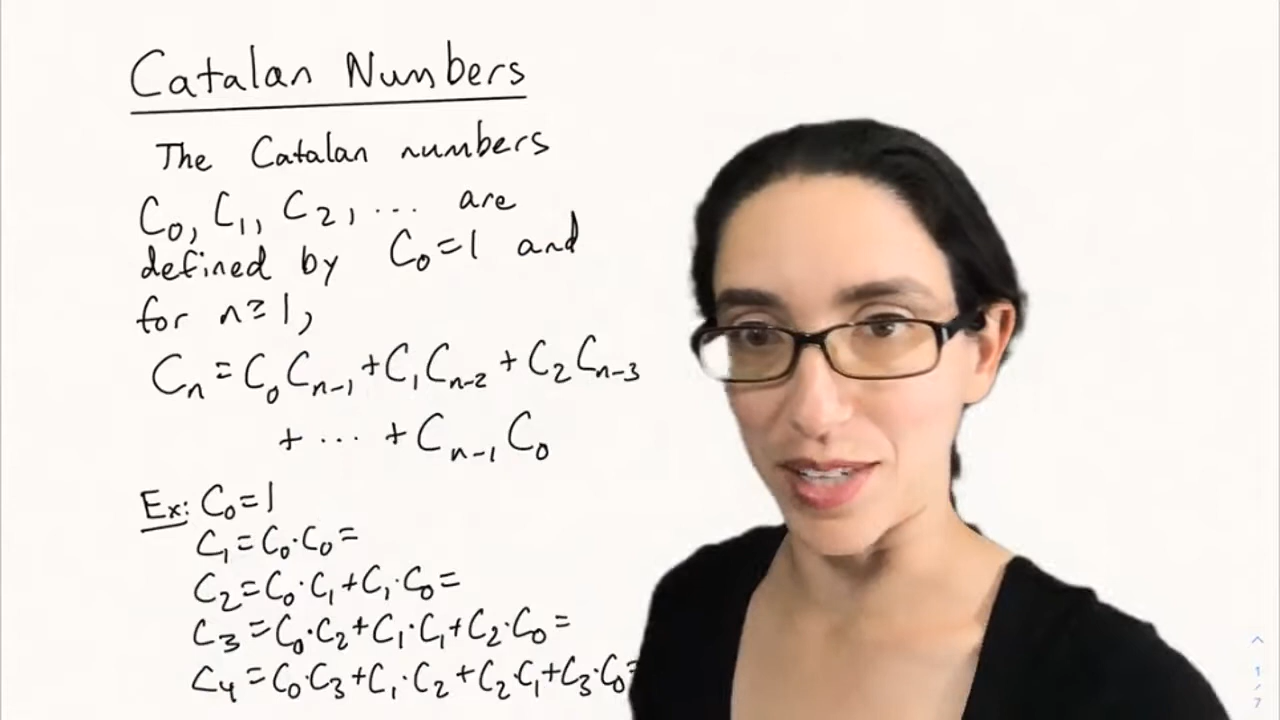 Catalan Numbers
The Catalan numbers
C₀, C₁, C₂, ... are
defined by C₀=1 and
for n≥1,
Cₙ=C₀Cₙ₋₁+C₁Cₙ₋₂+C₂Cₙ₋₃
+ ... +Cₙ₋₁C₀
Ex: C₀=1
C₁=C₀·C₀=
C₂=C₀·C₁+C₁·C₀=
C₃=C₀·C₂+C₁·C₁+C₂·C₀=
C₄=C₀·C₃+C₁·C₂+C₂·C₁+C₃·C₀=
1
/
7